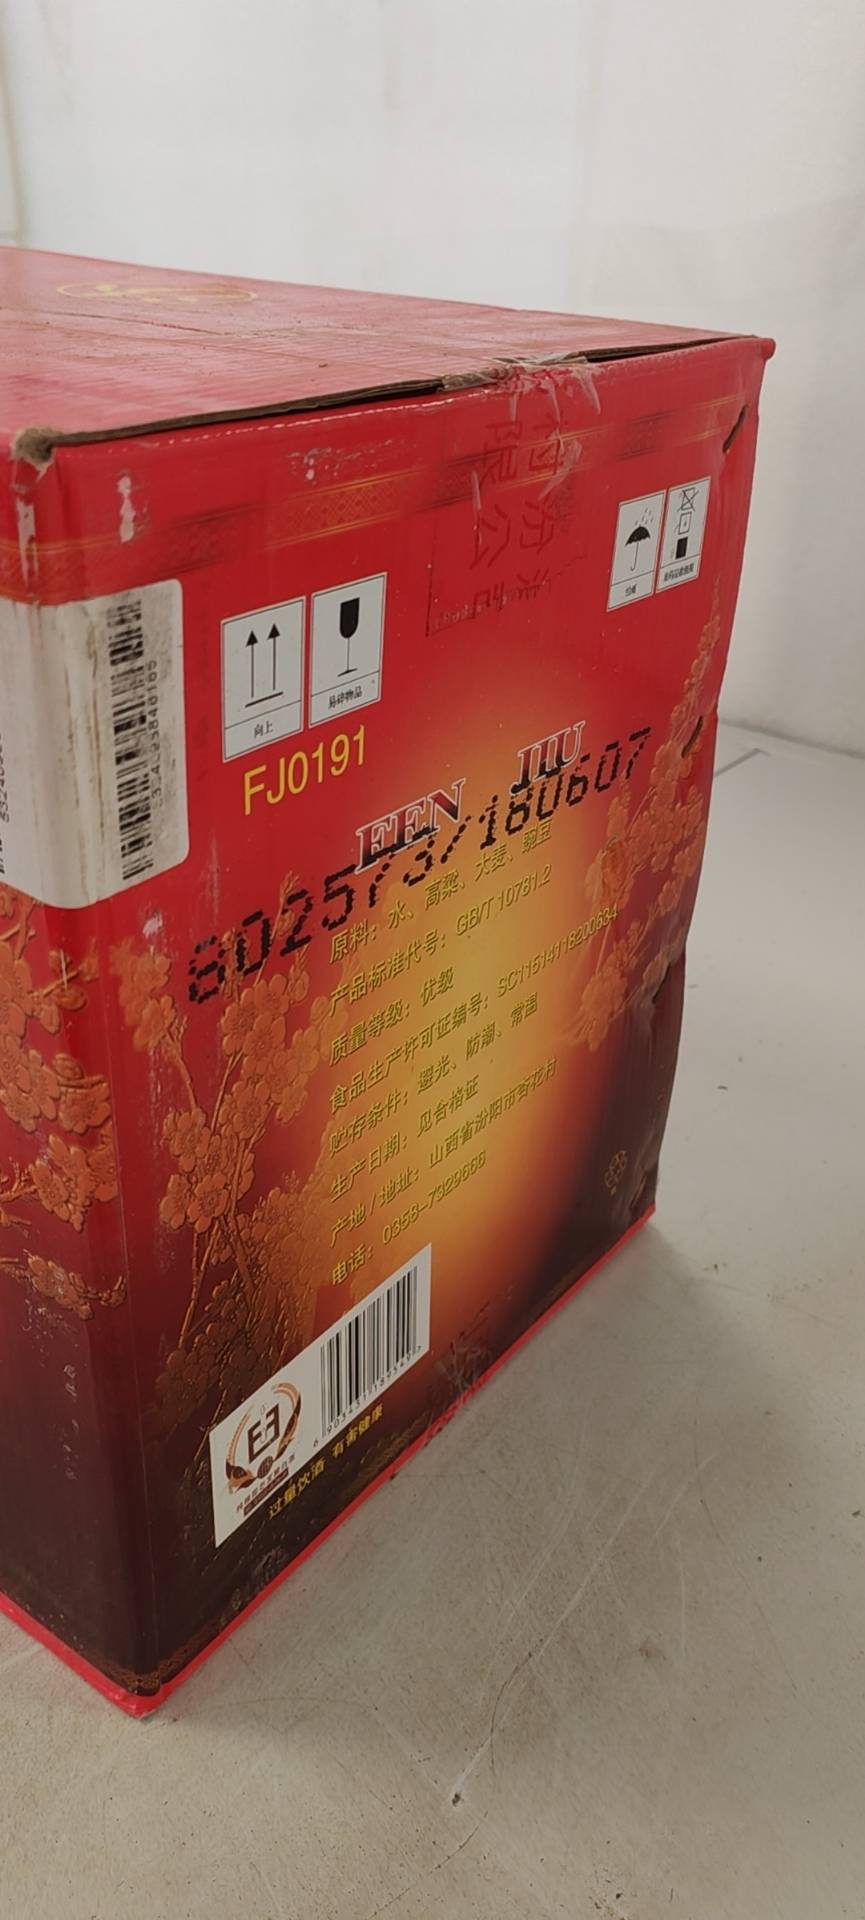 向上
易碎物品
怕雨
FJ0191
FEN JIU
8025737180607
原料：水、高粱、大麦、豌豆
产品标准代号：GB/T 10781.2
质量等级：优级
食品生产许可证编号：SC11514118200634
贮存条件：避光、防潮、常温
生产日期：见合格证
产地/地址：山西省汾阳市杏花村
电话：0358-7329666
过量饮酒 有害健康